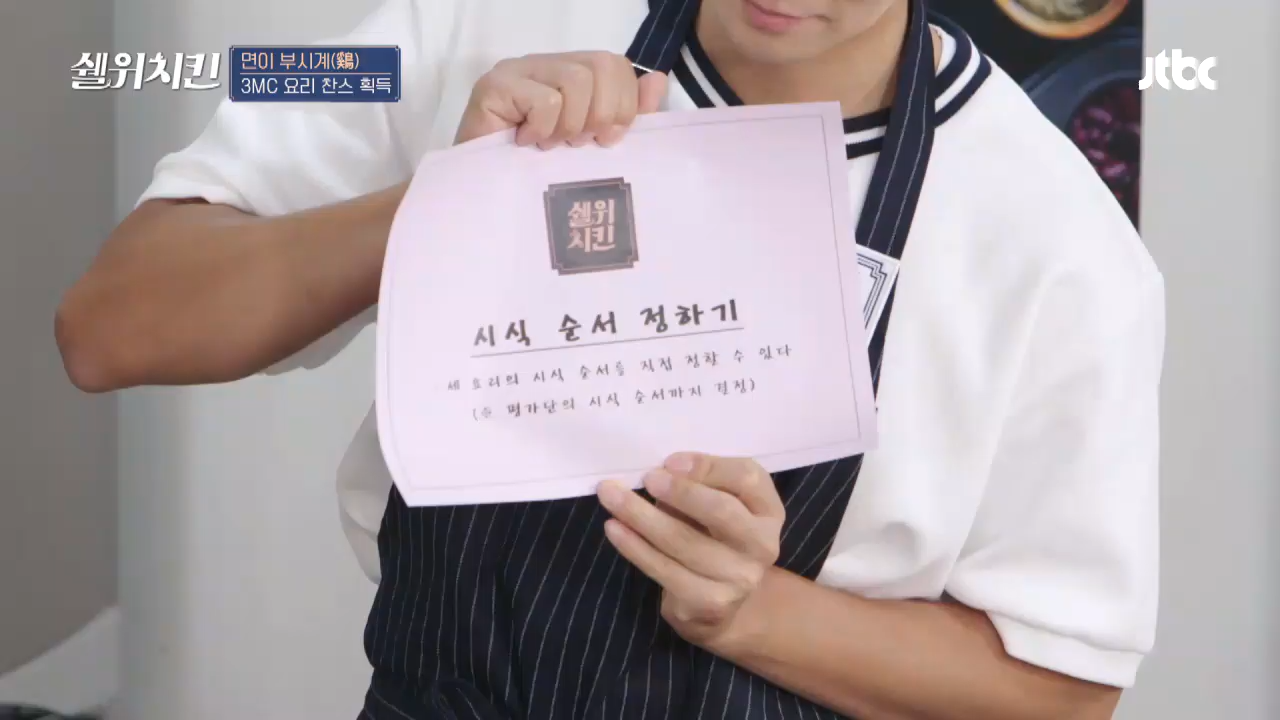 쉘위치킨
면이 부시계(鷄)
3MC 요리 찬스 획득
jtbc
쉘위
치킨
시식 순서 정하기
세 요리의 시식 순서를 직접 정할 수 있다
(단 평가단의 시식 순서까지 결정)